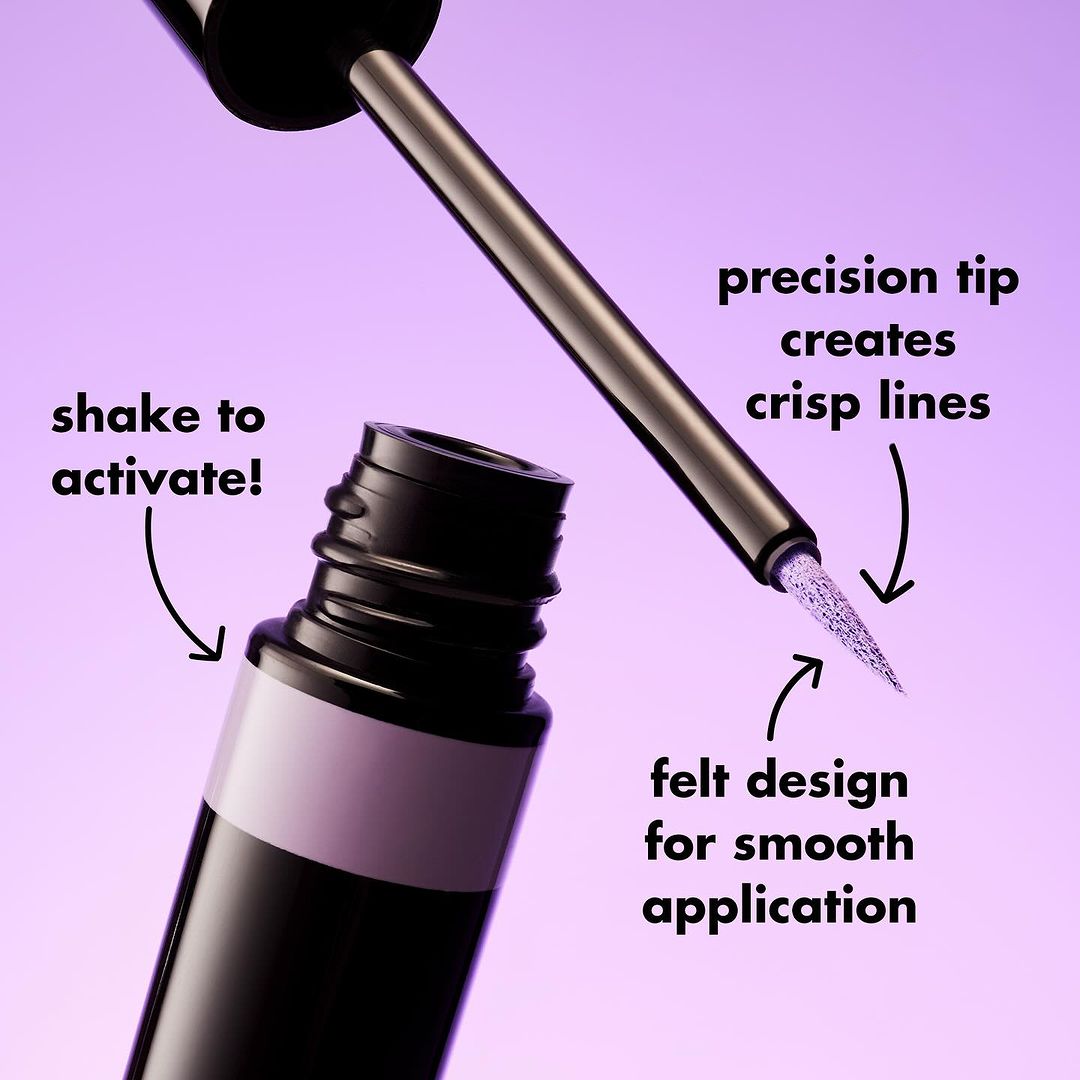 shake to
activate!
precision tip
creates
crisp lines
felt design
for smooth
application